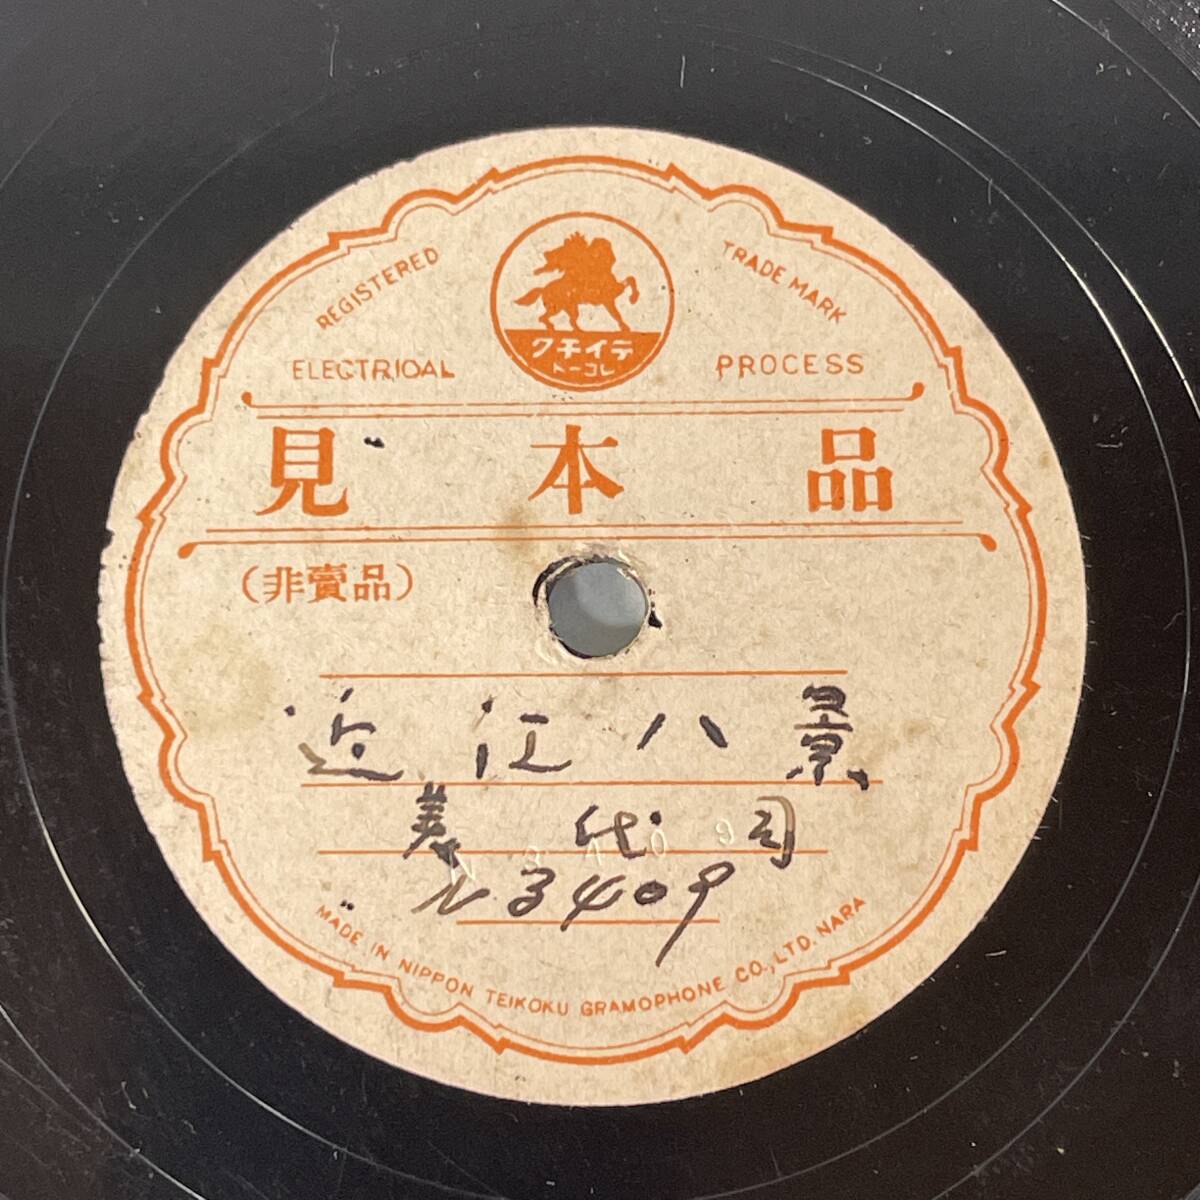 REGISTERED TRADE MARK
クチイテ
ドーコレ
ELECTRICAL PROCESS
見本品
(非賣品)
近江八景
美代司
N3409
N3409
MADE IN NIPPON TEIKOKU GRAMOPHONE CO., LTD. NARA